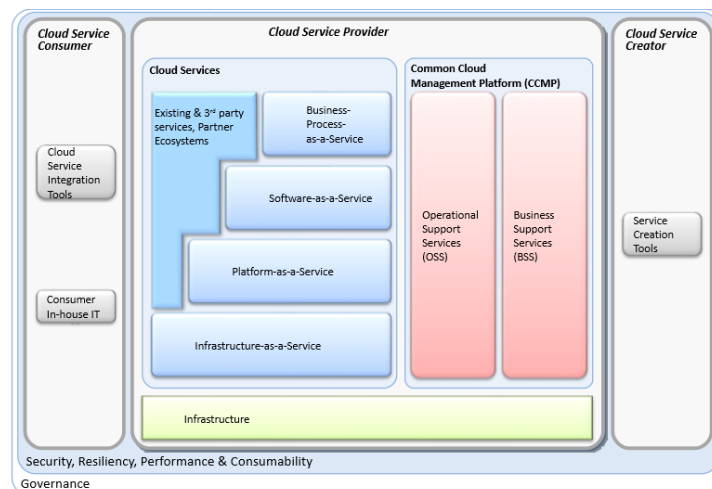 Cloud Service
Consumer
Cloud Service Provider
Cloud Service
Creator
Cloud Services
Common Cloud
Management Platform (CCMP)
Existing & 3rd party
services, Partner
Ecosystems
Business-
Process-
as-a-Service
Cloud
Service
Integration
Tools
Software-as-a-Service
Operational
Support
Services
(OSS)
Business
Support
Services
(BSS)
Service
Creation
Tools
Platform-as-a-Service
Consumer
In-house IT
Infrastructure-as-a-Service
Infrastructure
Security, Resiliency, Performance & Consumability
Governance